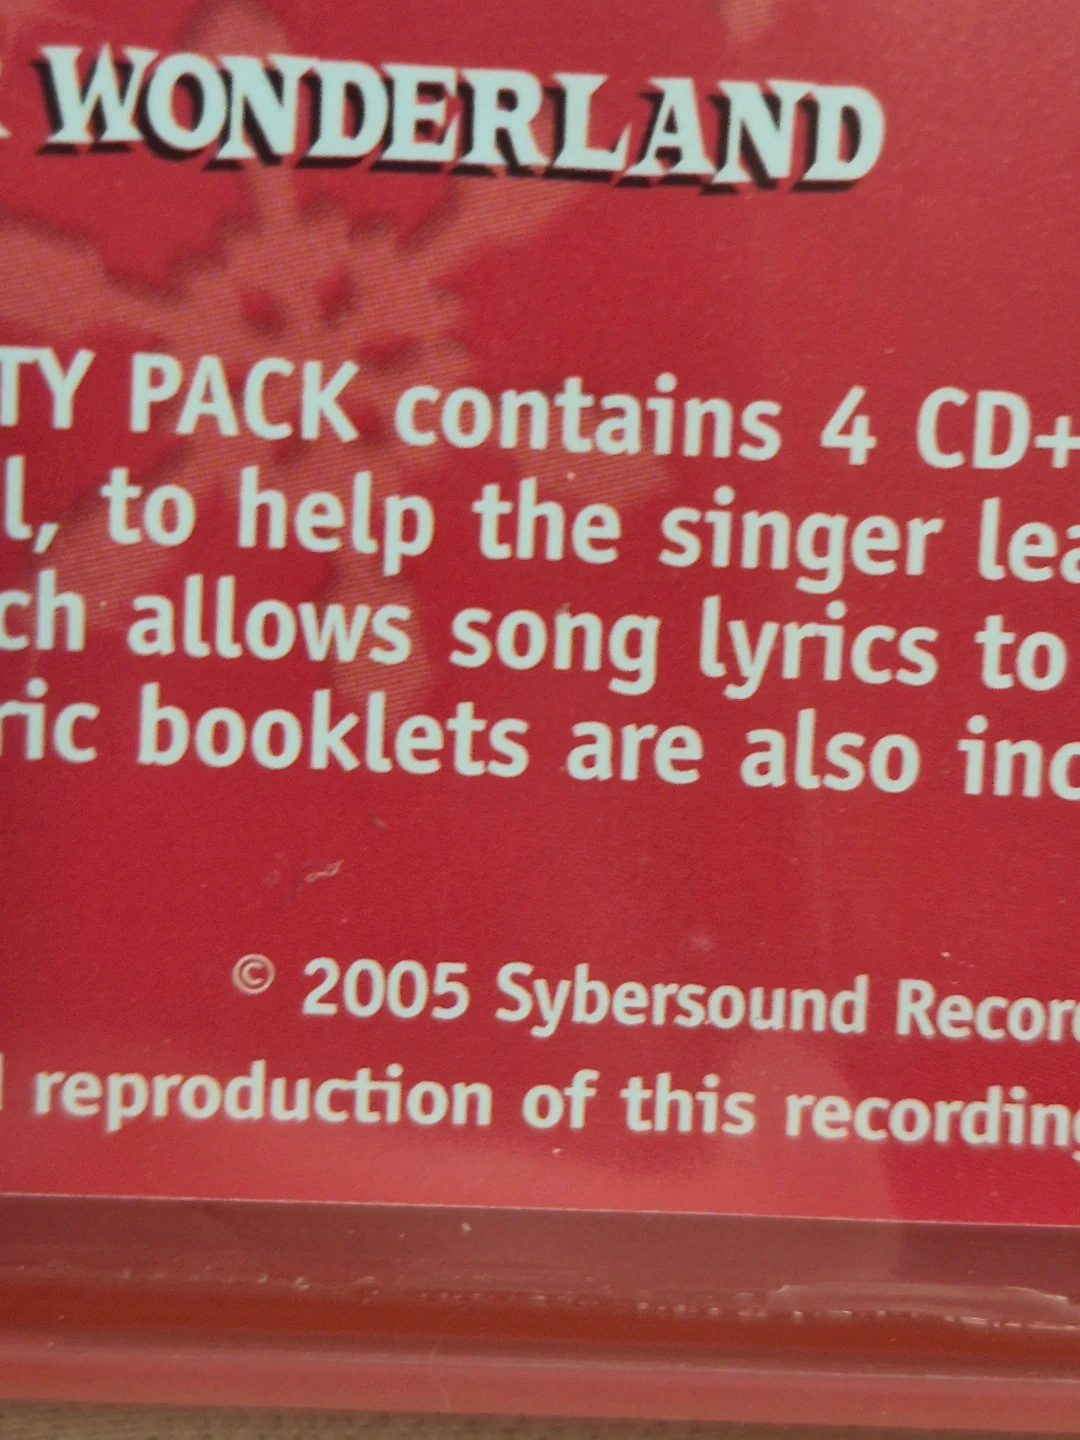 R WONDERLAND
TY PACK contains 4 CD+
l, to help the singer lea
ch allows song lyrics to
ric booklets are also inc
© 2005 Sybersound Recor
l reproduction of this recording